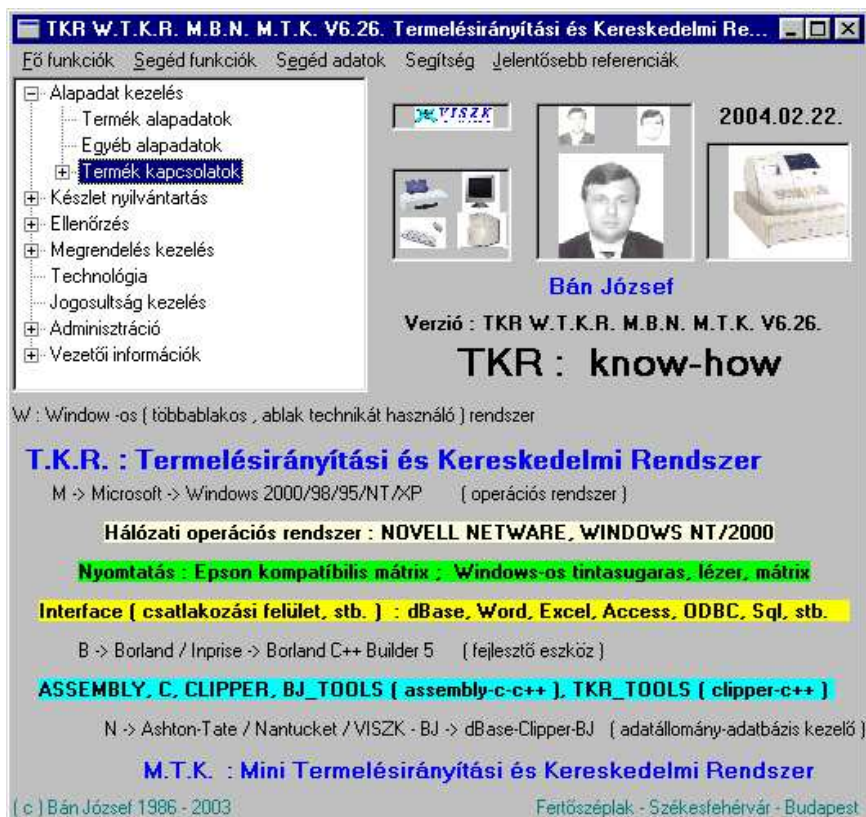 TKR W.T.K.R. M.B.N. M.T.K. V6.26. Termelésirányítási és Kereskedelmi Re...
Fő funkciók Segéd funkciók Segéd adatok Segítség Jelentősebb referenciák
Alapadat kezelés
Termék alapadatok
Egyéb alapadatok
Termék kapcsolatok
Készlet nyilvántartás
Ellenőrzés
Megrendelés kezelés
Technológia
Jogosultság kezelés
Adminisztráció
Vezetői információk
VISZK
2004.02.22.
Bán József
Verzió : TKR W.T.K.R. M.B.N. M.T.K. V6.26.
TKR : know-how
W : Window -os ( többablakos , ablak technikát használó ) rendszer
T.K.R. : Termelésirányítási és Kereskedelmi Rendszer
M -> Microsoft -> Windows 2000/98/95/NT/XP ( operációs rendszer )
Hálózati operációs rendszer : NOVELL NETWARE, WINDOWS NT/2000
Nyomtatás : Epson kompatíbilis mátrix ; Windows-os tintasugaras, lézer, mátrix
Interface ( csatlakozási felület, stb. ) : dBase, Word, Excel, Access, ODBC, Sql, stb.
B -> Borland / Inprise -> Borland C++ Builder 5 ( fejlesztő eszköz )
ASSEMBLY, C, CLIPPER, BJ_TOOLS ( assembly-c-c++ ), TKR_TOOLS ( clipper-c++ )
N -> Ashton-Tate / Nantucket / VISZK - BJ -> dBase-Clipper-BJ ( adatállomány-adatbázis kezelő )
M.T.K. : Mini Termelésirányítási és Kereskedelmi Rendszer
( c ) Bán József 1986 - 2003 Fertőszéplak - Székesfehérvár - Budapest